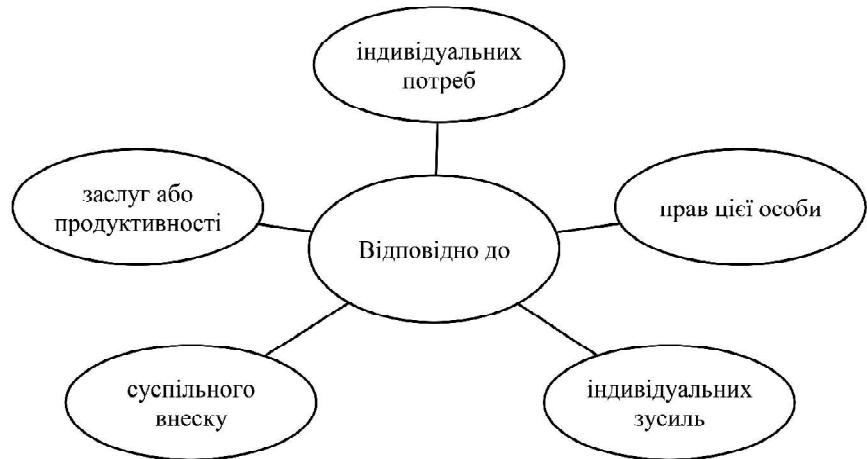 індивідуальних
потреб
заслуг або
продуктивності
прав цієї особи
Відповідно до
суспільного
внеску
індивідуальних
зусиль